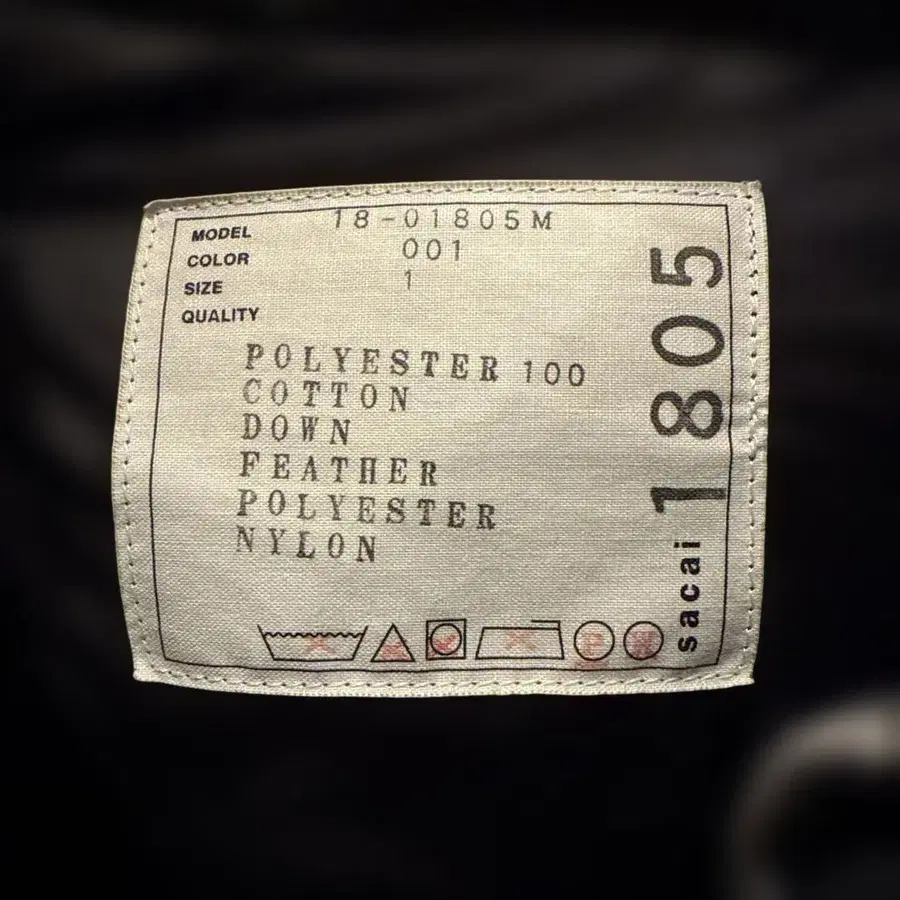 MODEL 18-01805M
COLOR 001
SIZE 1
QUALITY
POLYESTER 100
COTTON
DOWN
FEATHER
POLYESTER
NYLON
P W
sacai 1805